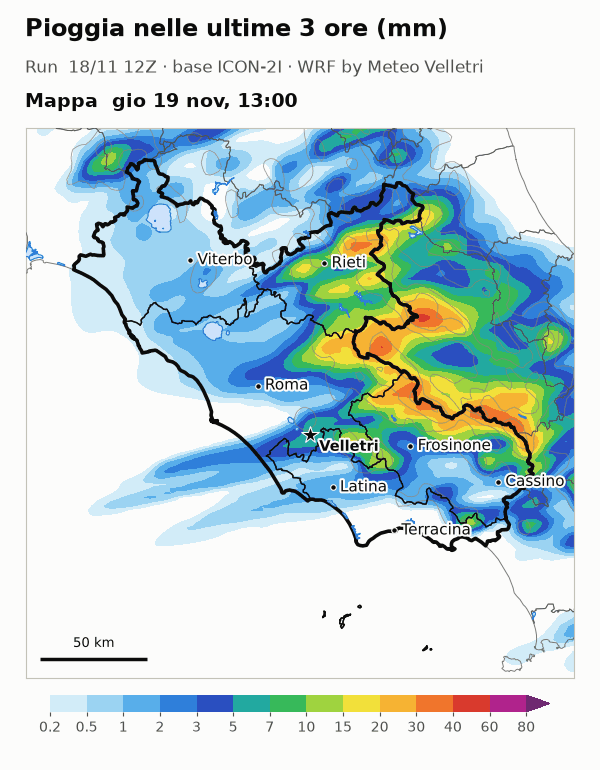 Pioggia nelle ultime 3 ore (mm)
Run  18/11 12Z · base ICON-2I · WRF by Meteo Velletri
Mappa  gio 19 nov, 13:00
Viterbo
Rieti
Roma
Velletri
Frosinone
Latina
Cassino
Terracina
50 km
0.2 0.5 1 2 3 5 7 10 15 20 30 40 60 80